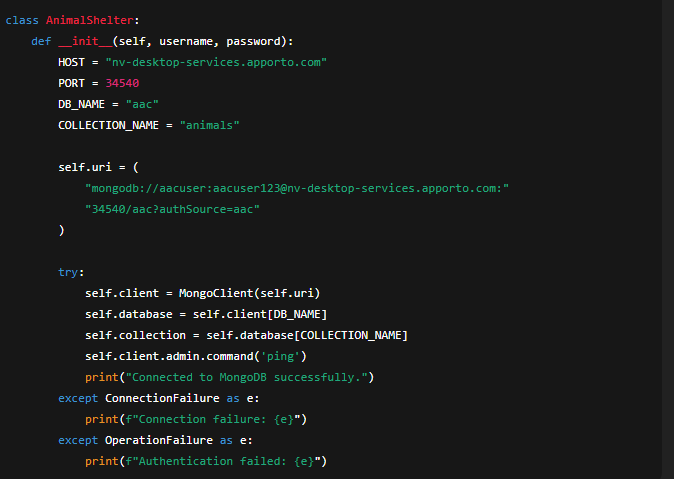 class AnimalShelter:
    def __init__(self, username, password):
        HOST = "nv-desktop-services.apporto.com"
        PORT = 34540
        DB_NAME = "aac"
        COLLECTION_NAME = "animals"

        self.uri = (
            "mongodb://aacuser:aacuser123@nv-desktop-services.apporto.com:"
            "34540/aac?authSource=aac"
        )

        try:
            self.client = MongoClient(self.uri)
            self.database = self.client[DB_NAME]
            self.collection = self.database[COLLECTION_NAME]
            self.client.admin.command('ping')
            print("Connected to MongoDB successfully.")
        except ConnectionFailure as e:
            print(f"Connection failure: {e}")
        except OperationFailure as e:
            print(f"Authentication failed: {e}")